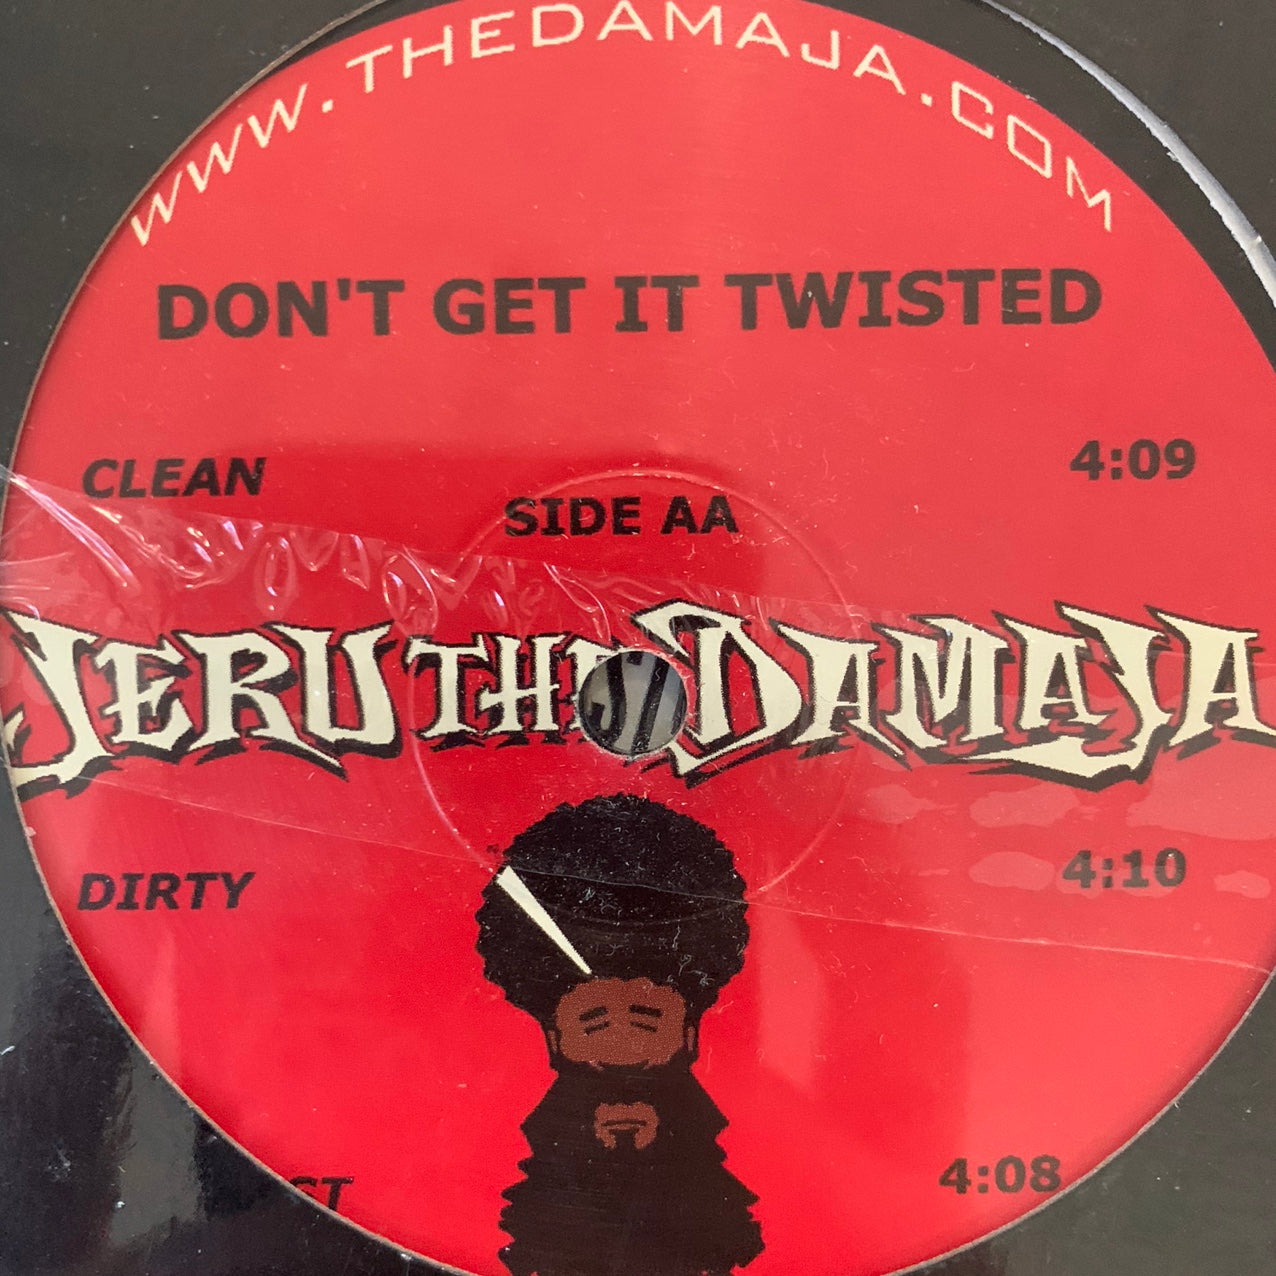 WWW.THEDAMAJA.COM
DON'T GET IT TWISTED
CLEAN 4:09
SIDE AA
JERU THE DAMAJA
DIRTY 4:10
4:08